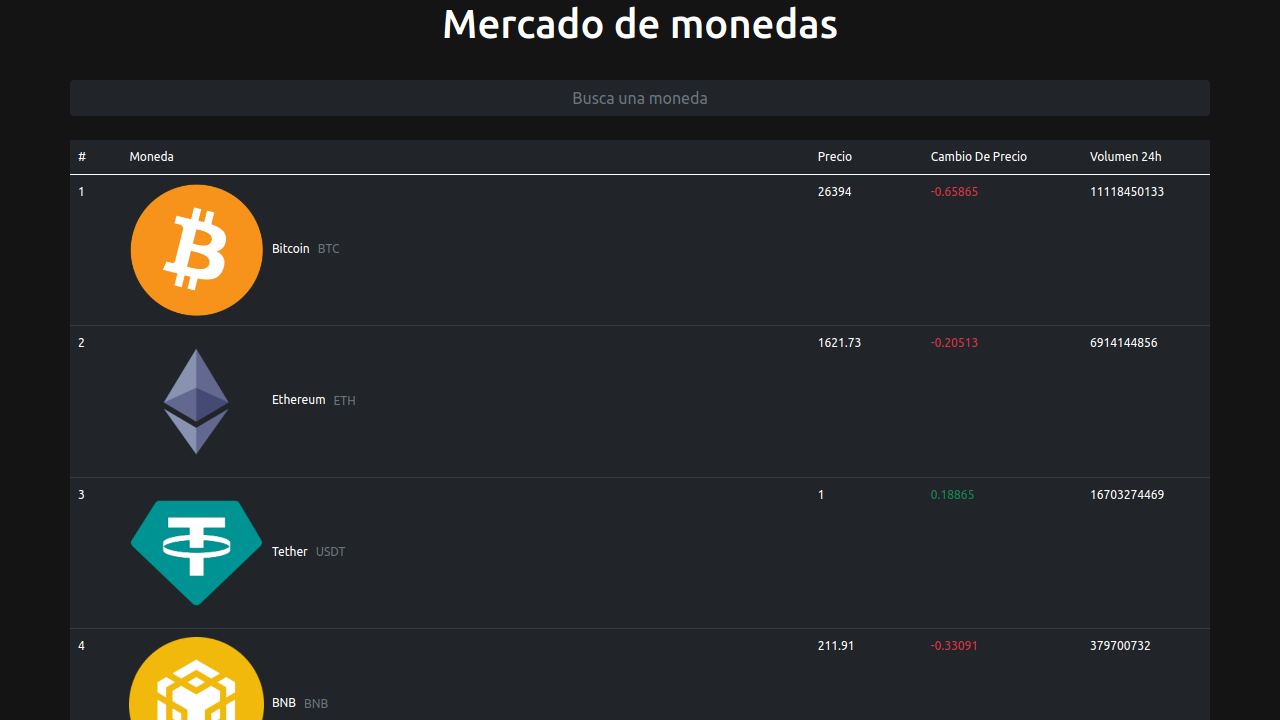 Mercado de monedas
Busca una moneda
# Moneda Precio Cambio De Precio Volumen 24h
1 Bitcoin BTC 26394 -0.65865 11118450133
2 Ethereum ETH 1621.73 -0.20513 6914144856
3 Tether USDT 1 0.18865 16703274469
4 BNB BNB 211.91 -0.33091 379700732